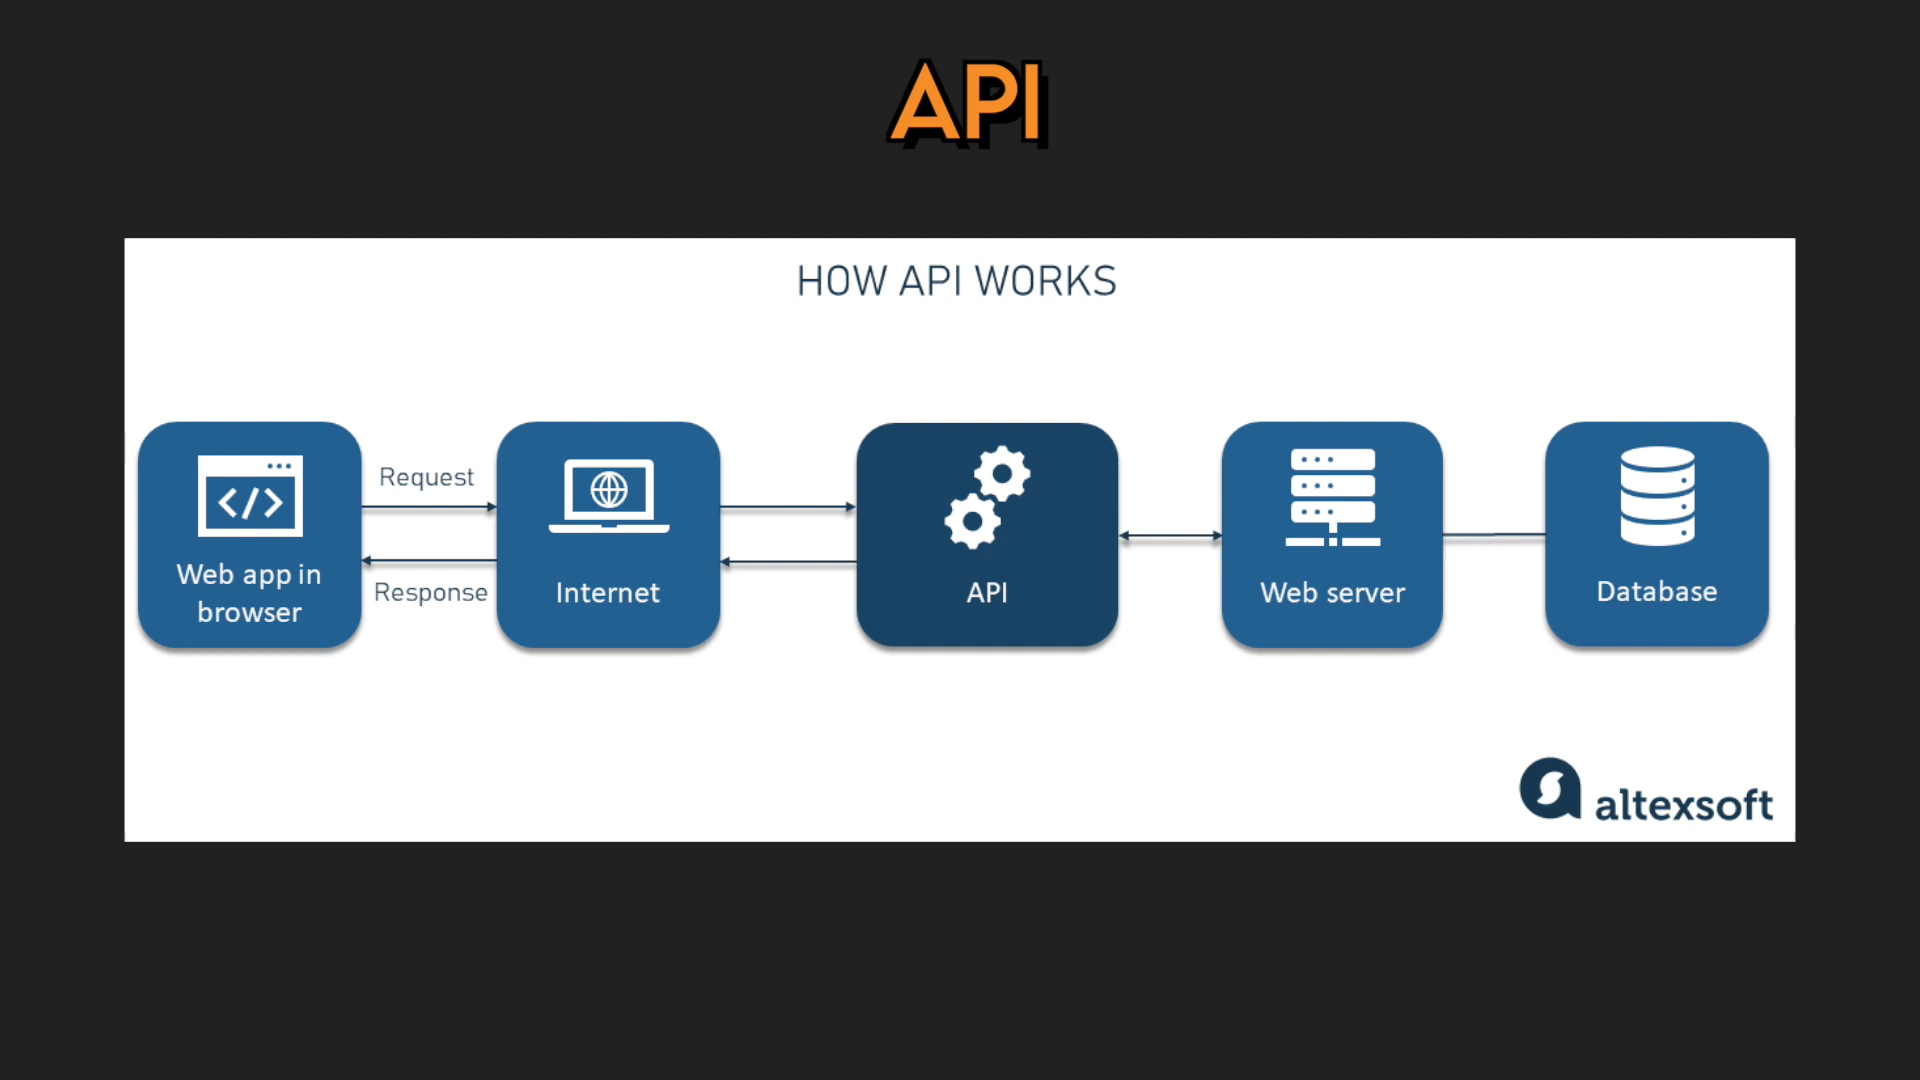 API
HOW API WORKS
Request
Response
Web app in
browser
Internet
API
Web server
Database
altexsoft